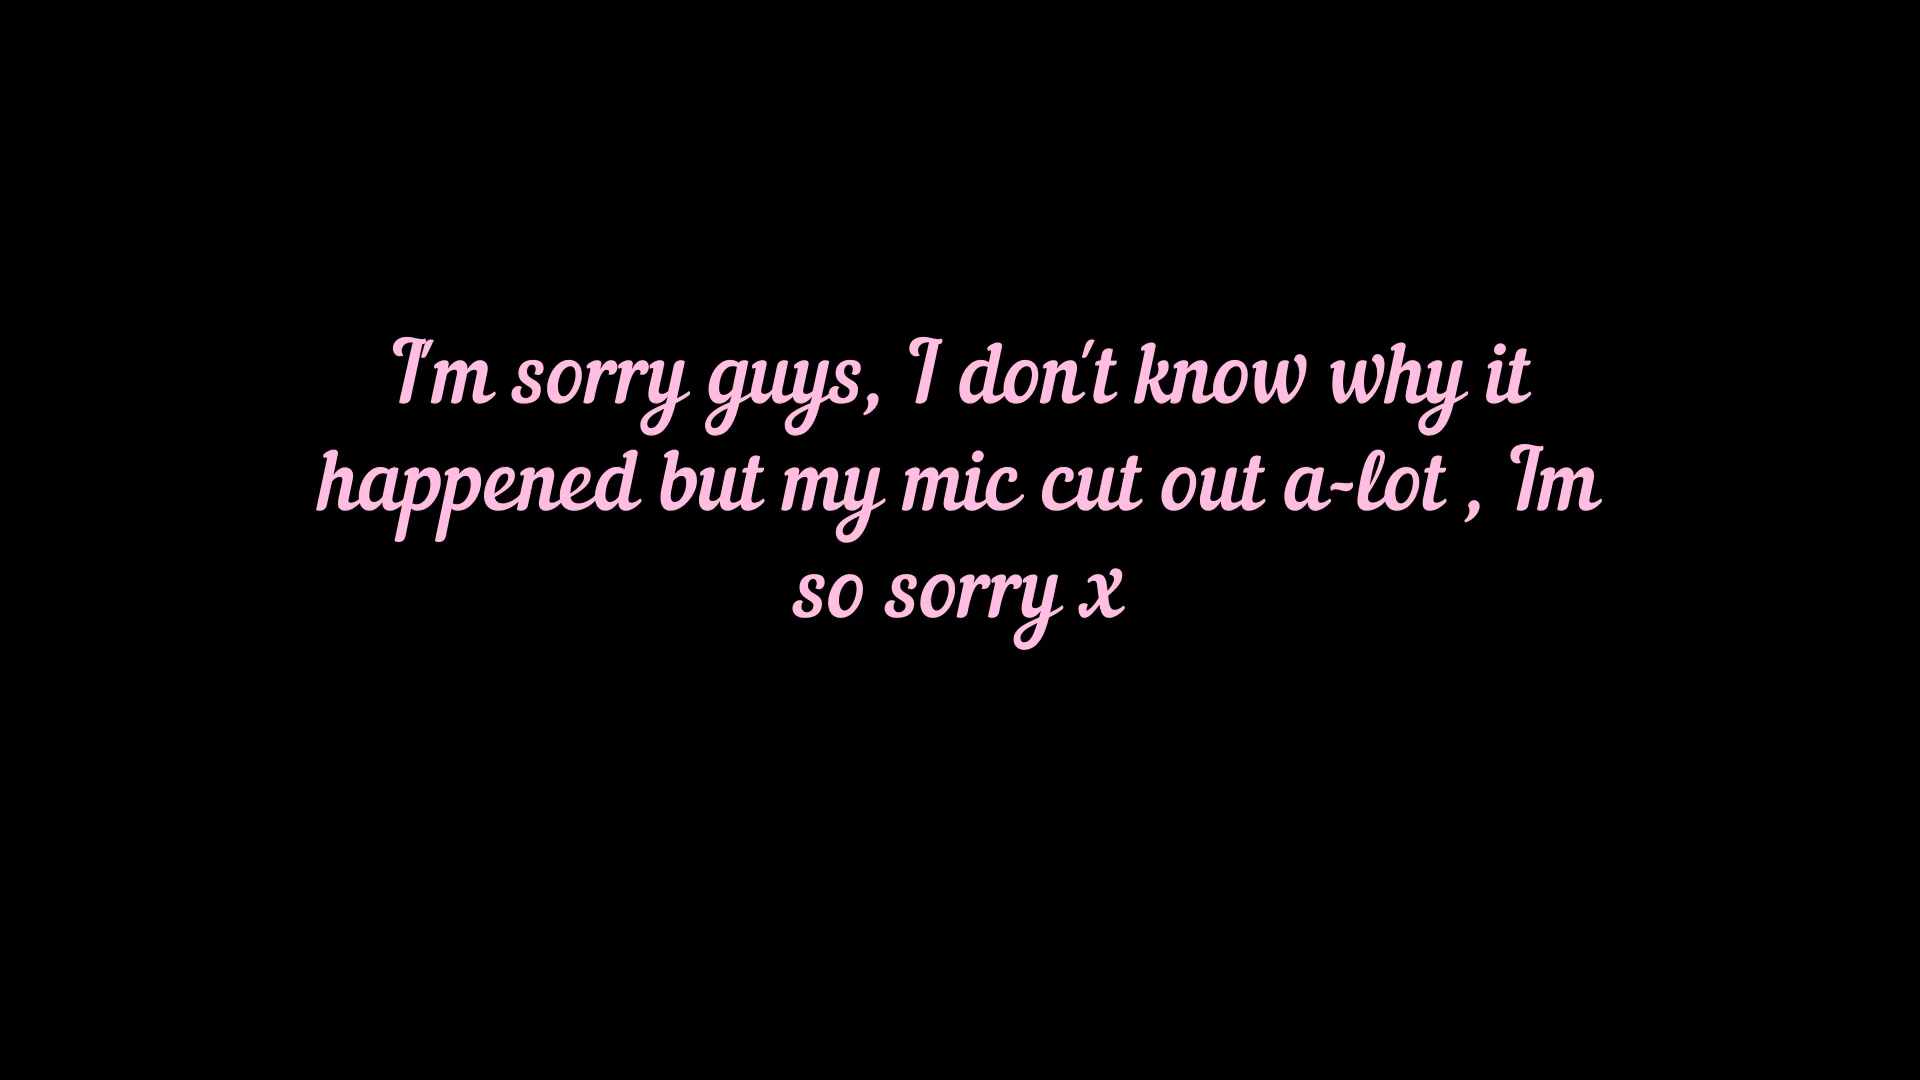 I'm sorry guys, I don't know why it
happened but my mic cut out a-lot , Im
so sorry x